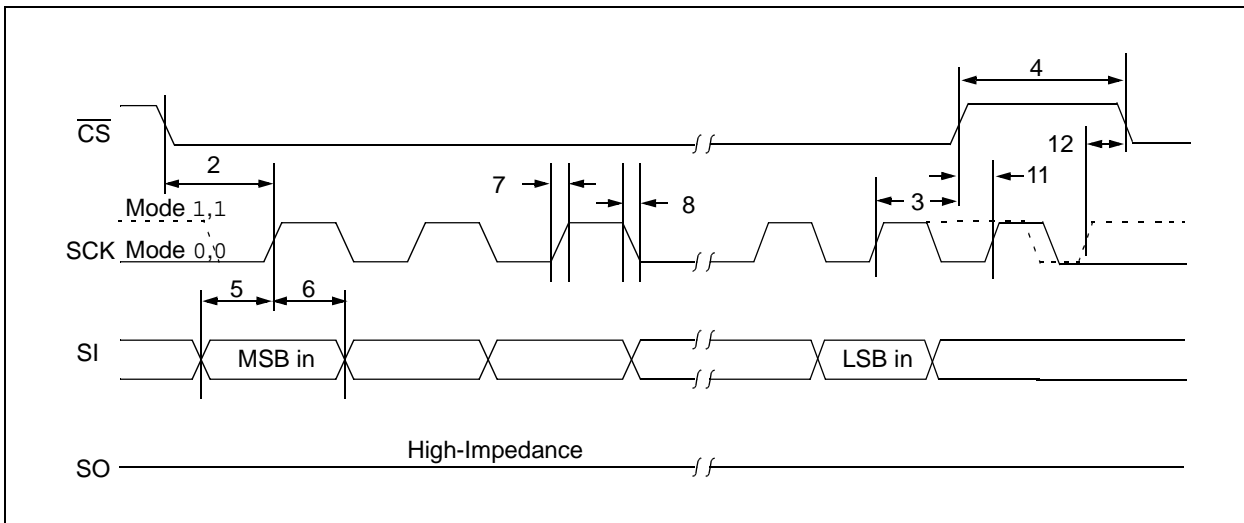 4
CS
12
2
7
8
3
11
Mode 1,1
SCK Mode 0,0
5
6
SI
MSB in
LSB in
High-Impedance
SO